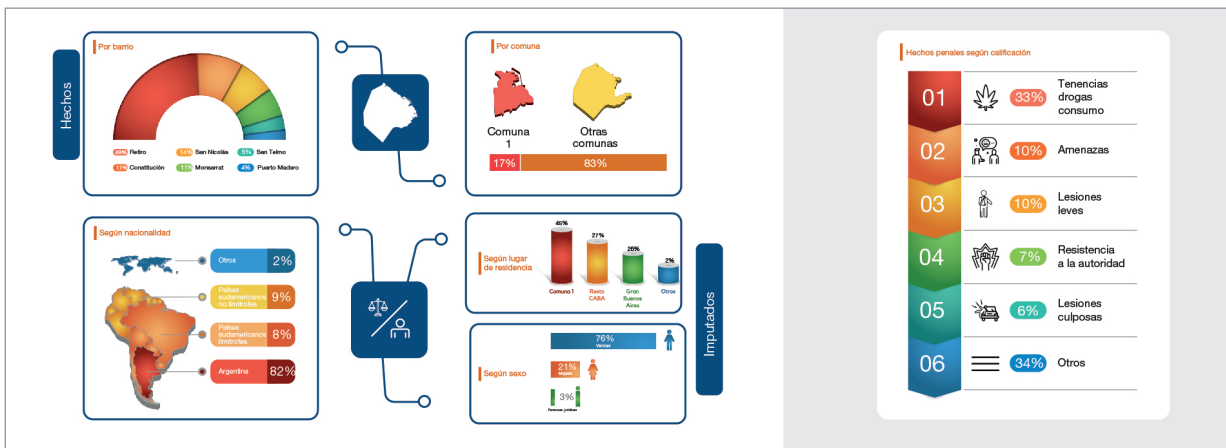 Hechos
Por barrio
49% Retiro
14% San Nicolás
5% San Telmo
17% Constitución
11% Monserrat
4% Puerto Madero
Por comuna
Comuna
1
Otras
comunas
17%
83%
Según nacionalidad
Otros 2%
Países
sudamericanos
no limítrofes
9%
Países
sudamericanos
limítrofes
8%
Argentina 82%
Imputados
Según lugar
de residencia
45%
27%
26%
2%
Comuna 1
Resto
CABA
Gran
Buenos
Aires
Otros
Según sexo
76%
Varones
21%
Mujeres
3%
Personas jurídicas
Hechos penales según calificación
01
33%
Tenencias
drogas
consumo
02
10%
Amenazas
03
10%
Lesiones
leves
04
7%
Resistencia
a la autoridad
05
6%
Lesiones
culposas
06
34%
Otros